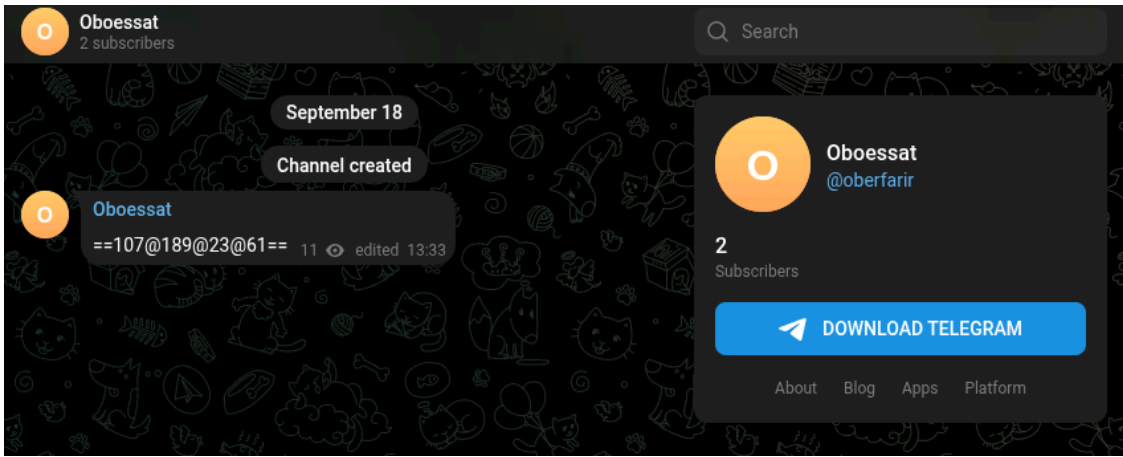 O
Oboessat
2 subscribers
Search
September 18
Channel created
O
Oboessat
==107@189@23@61== 11 edited 13:33
O
Oboessat
@oberfarir
2
Subscribers
DOWNLOAD TELEGRAM
About Blog Apps Platform